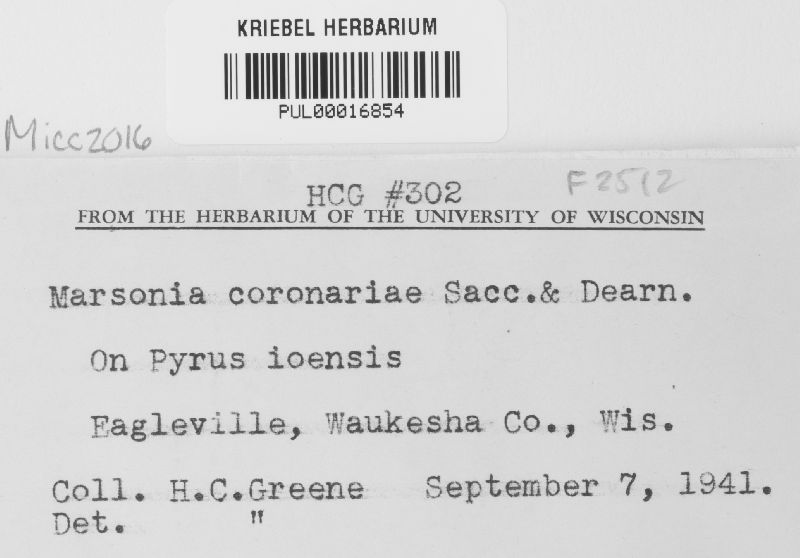 KRIEBEL HERBARIUM
PUL00016854
Micc2016
HCG #302
F2512
FROM THE HERBARIUM OF THE UNIVERSITY OF WISCONSIN
Marsonia coronariae Sacc.& Dearn.
On Pyrus ioensis
Eagleville, Waukesha Co., Wis.
Coll. H.C.Greene September 7, 1941.
Det. "